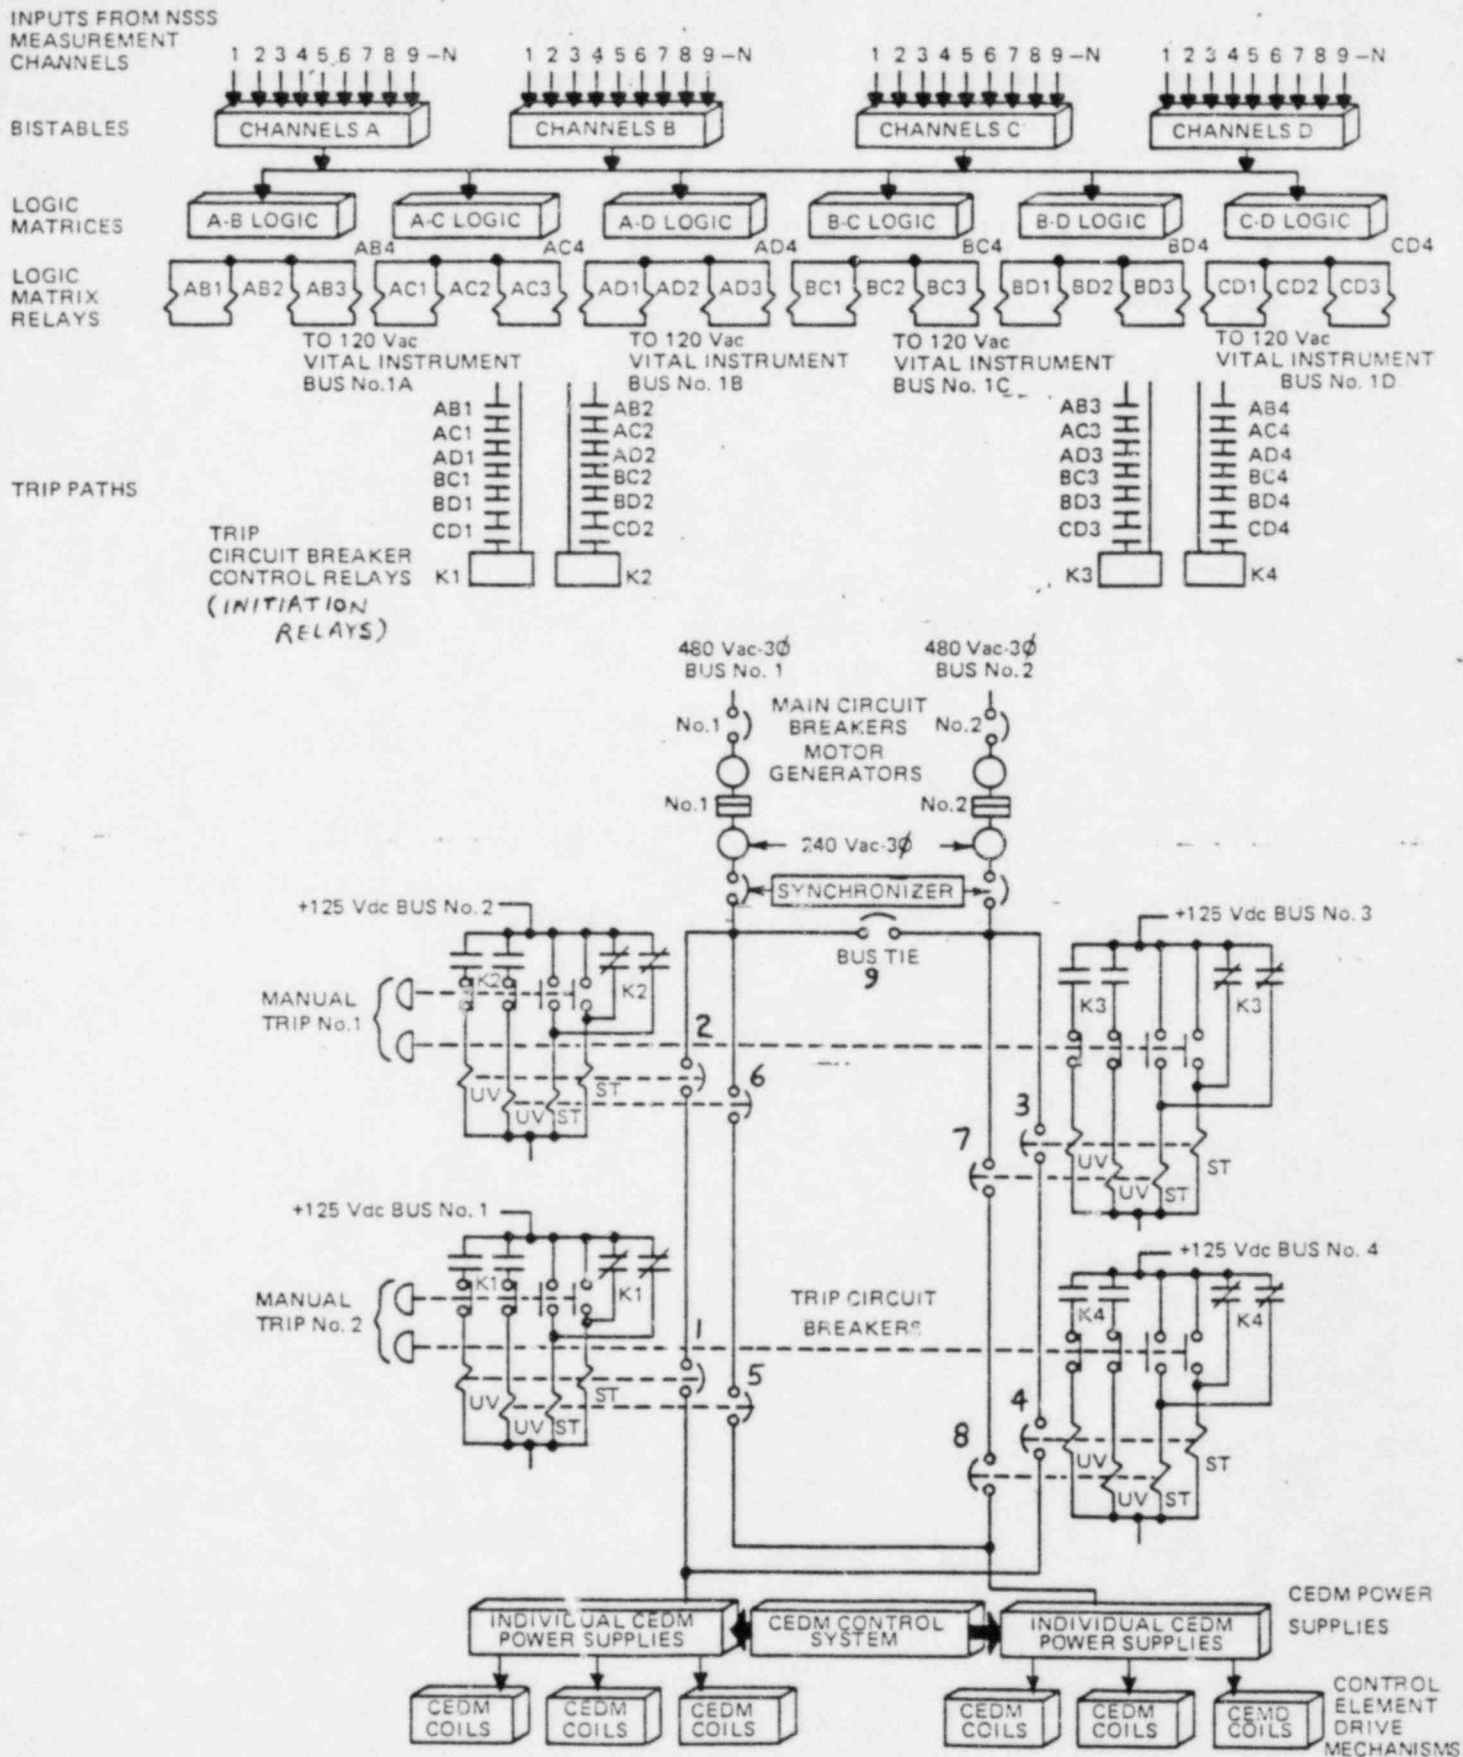 INPUTS FROM NSSS
MEASUREMENT
CHANNELS
1 2 3 4 5 6 7 8 9 –N
1 2 3 4 5 6 7 8 9 –N
1 2 3 4 5 6 7 8 9 –N
1 2 3 4 5 6 7 8 9 –N
BISTABLES
CHANNELS A
CHANNELS B
CHANNELS C
CHANNELS D
LOGIC
MATRICES
A-B LOGIC
A-C LOGIC
A-D LOGIC
B-C LOGIC
B-D LOGIC
C-D LOGIC
AB4
AC4
AD4
BC4
BD4
CD4
LOGIC
MATRIX
RELAYS
AB1 AB2 AB3
AC1 AC2 AC3
AD1 AD2 AD3
BC1 BC2 BC3
BD1 BD2 BD3
CD1 CD2 CD3
TO 120 Vac
VITAL INSTRUMENT
BUS No.1A
TO 120 Vac
VITAL INSTRUMENT
BUS No. 1B
TO 120 Vac
VITAL INSTRUMENT
BUS No. 1C
TO 120 Vac
VITAL INSTRUMENT
BUS No. 1D
TRIP PATHS
AB1
AC1
AD1
BC1
BD1
CD1
AB2
AC2
AD2
BC2
BD2
CD2
AB3
AC3
AD3
BC3
BD3
CD3
AB4
AC4
AD4
BC4
BD4
CD4
TRIP
CIRCUIT BREAKER
CONTROL RELAYS
(INITIATION
RELAYS)
K1
K2
K3
K4
480 Vac-3Ø
BUS No. 1
480 Vac-3Ø
BUS No.2
No.1
MAIN CIRCUIT
BREAKERS
No.2
MOTOR
GENERATORS
No.1
No.2
240 Vac-3Ø
SYNCHRONIZER
BUS TIE
9
+125 Vdc BUS No. 2
K2
K2
MANUAL
TRIP No.1
2
6
UV
UV
ST
ST
+125 Vdc BUS No. 3
K3
K3
3
7
UV
UV
ST
ST
+125 Vdc BUS No. 1
K1
K1
MANUAL
TRIP No. 2
1
5
UV
UV
ST
ST
TRIP CIRCUIT
BREAKERS
+125 Vdc BUS No. 4
K4
K4
4
8
UV
UV
ST
ST
INDIVIDUAL CEDM
POWER SUPPLIES
CEDM CONTROL
SYSTEM
INDIVIDUAL CEDM
POWER SUPPLIES
CEDM POWER
SUPPLIES
CEDM
COILS
CEDM
COILS
CEDM
COILS
CEDM
COILS
CEDM
COILS
CEMD
COILS
CONTROL
ELEMENT
DRIVE
MECHANISMS